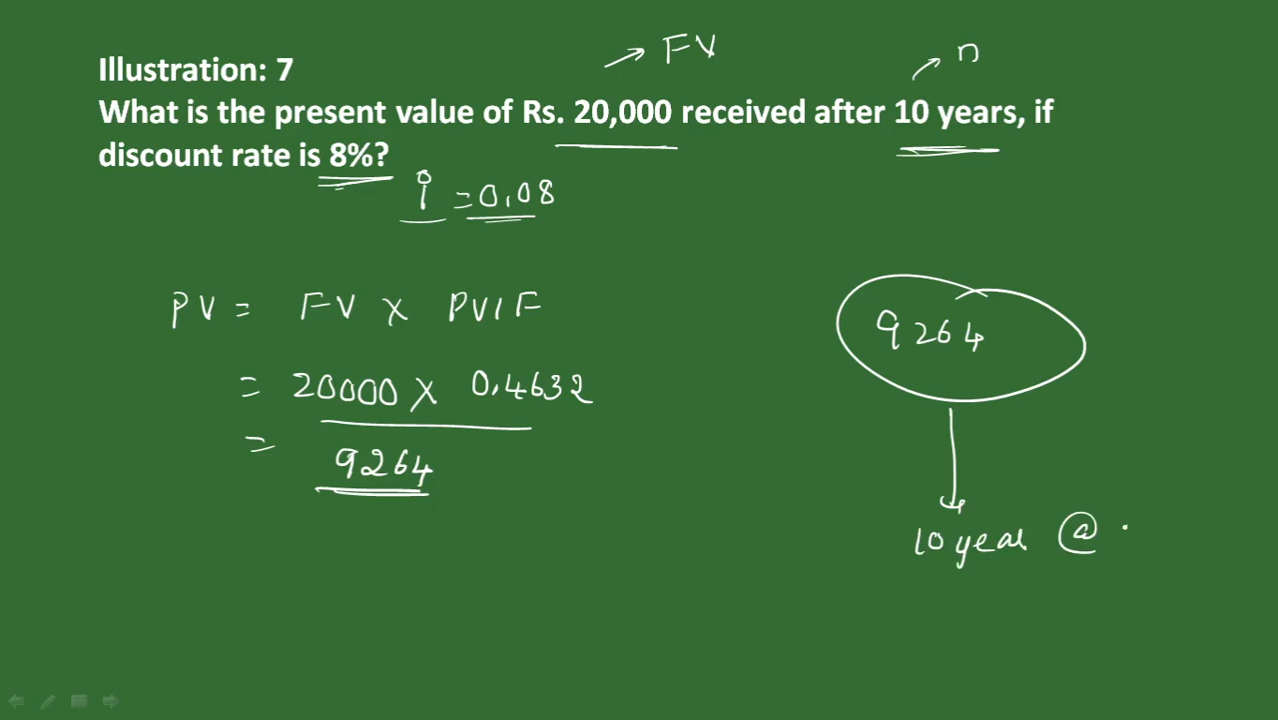 FV
n
Illustration: 7
What is the present value of Rs. 20,000 received after 10 years, if
discount rate is 8%?
i = 0.08
PV = FV X PVIF
= 20000 X 0.4632
= 9264
9264
10 year @